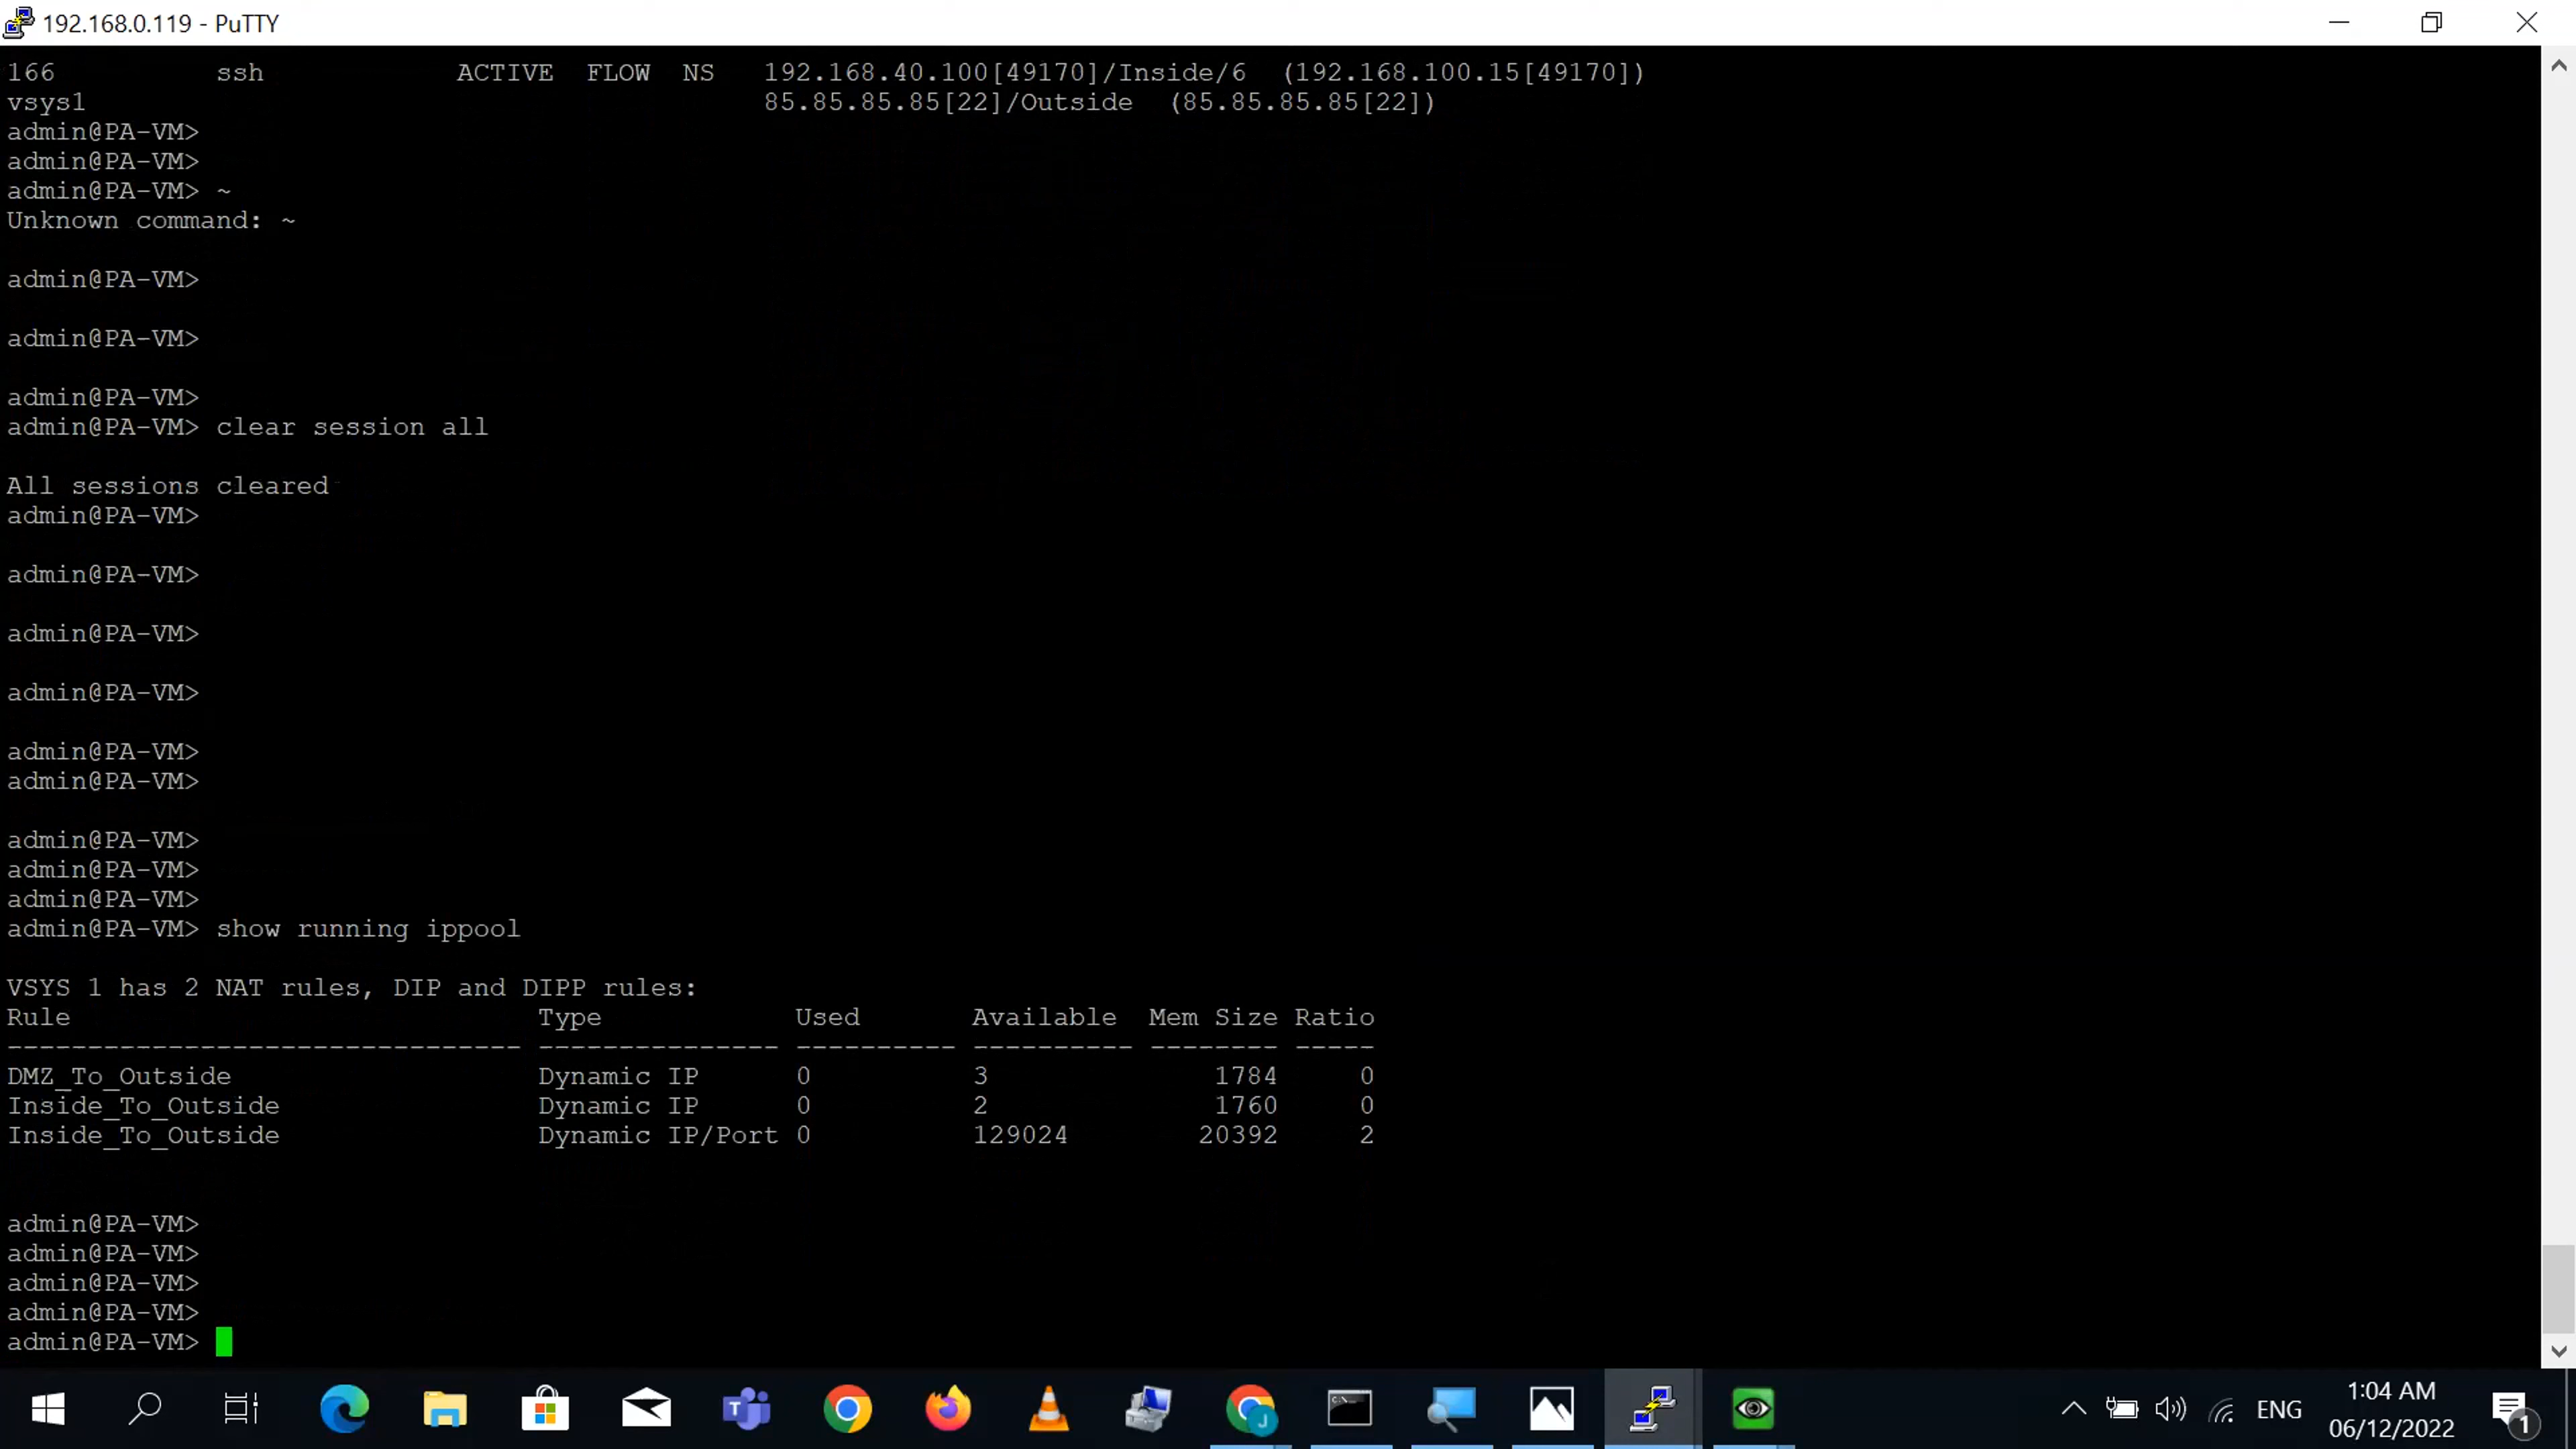 192.168.0.119 - PuTTY
166          ssh            ACTIVE  FLOW  NS   192.168.40.100[49170]/Inside/6  (192.168.100.15[49170])
vsys1                                          85.85.85.85[22]/Outside  (85.85.85.85[22])
admin@PA-VM>
admin@PA-VM>
admin@PA-VM> ~
Unknown command: ~
admin@PA-VM>
admin@PA-VM>
admin@PA-VM>
admin@PA-VM> clear session all
All sessions cleared
admin@PA-VM>
admin@PA-VM>
admin@PA-VM>
admin@PA-VM>
admin@PA-VM>
admin@PA-VM>
admin@PA-VM>
admin@PA-VM>
admin@PA-VM>
admin@PA-VM> show running ippool
VSYS 1 has 2 NAT rules, DIP and DIPP rules:
Rule                             Type            Used       Available  Mem Size Ratio
-------------------------------- --------------- ---------- ---------- -------- -----
DMZ_To_Outside                   Dynamic IP      0          3              1784     0
Inside_To_Outside                Dynamic IP      0          2              1760     0
Inside_To_Outside                Dynamic IP/Port 0          129024        20392     2
admin@PA-VM>
admin@PA-VM>
admin@PA-VM>
admin@PA-VM>
admin@PA-VM>
T
J
C:\
ENG
1:04 AM
06/12/2022
1